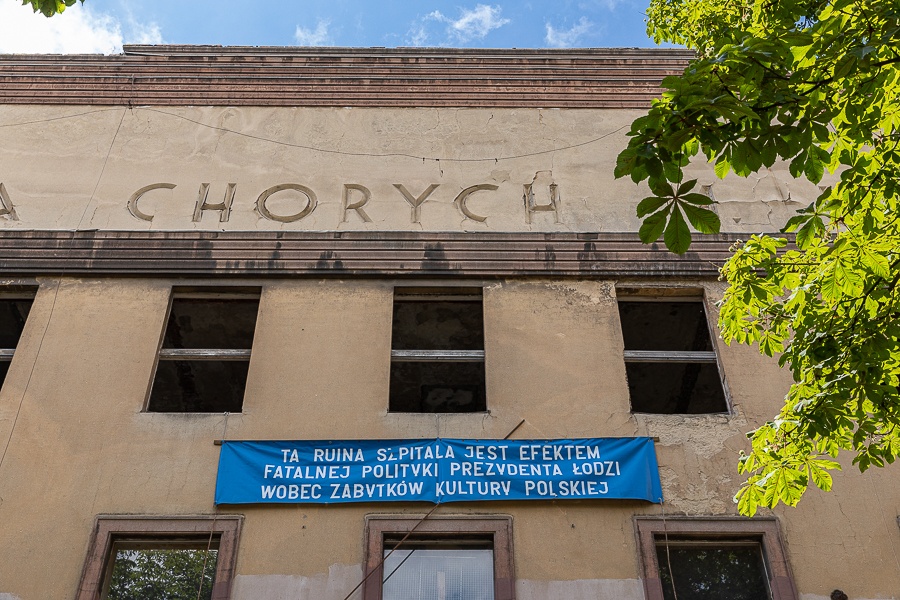 A CHORYCH
TA RUINA SZPITALA JEST EFEKTEM
FATALNEJ POLITYKI PREZYDENTA ŁODZI
WOBEC ZABYTKÓW KULTURY POLSKIEJ